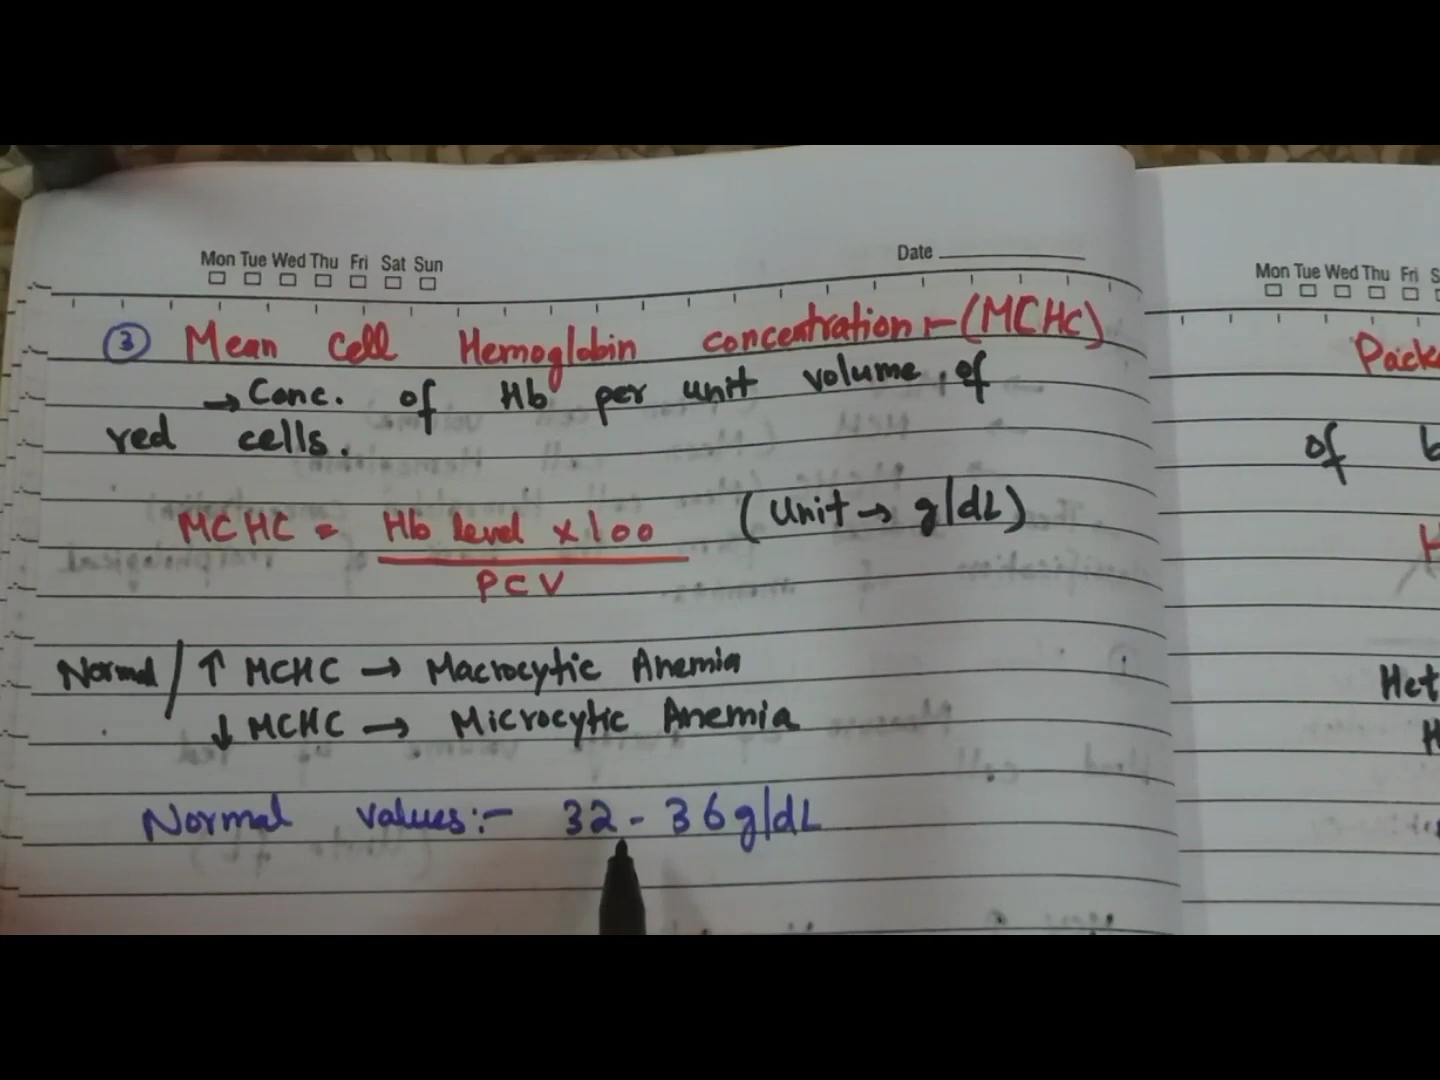 Mon Tue Wed Thu Fri Sat Sun
Date
③ Mean Cell Hemoglobin concentration:- (MCHC)
→ Conc. of Hb per unit volume of
red cells.
MCHC = Hb level x 100 (Unit → g/dL)
PCV
Normal / ↑ MCHC → Macrocytic Anemia
↓ MCHC → Microcytic Anemia
Normal values:- 32 - 36 g/dL
Mon Tue Wed Thu Fri S
Pack
of b
H
Het
H